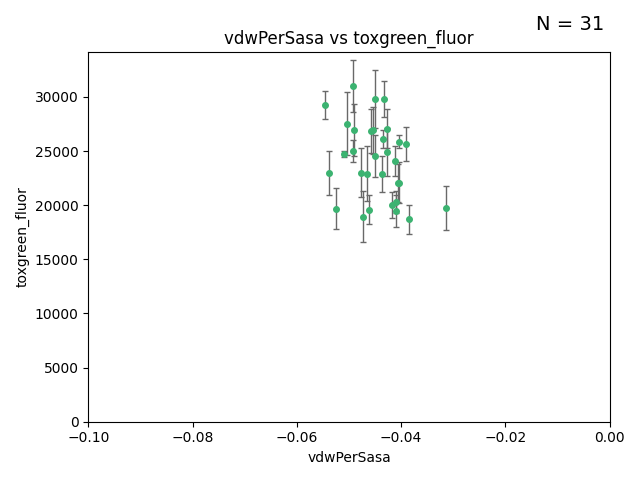 N = 31
vdwPerSasa vs toxgreen_fluor
toxgreen_fluor
30000
25000
20000
15000
10000
5000
0
−0.10 −0.08 −0.06 −0.04 −0.02 0.00
vdwPerSasa